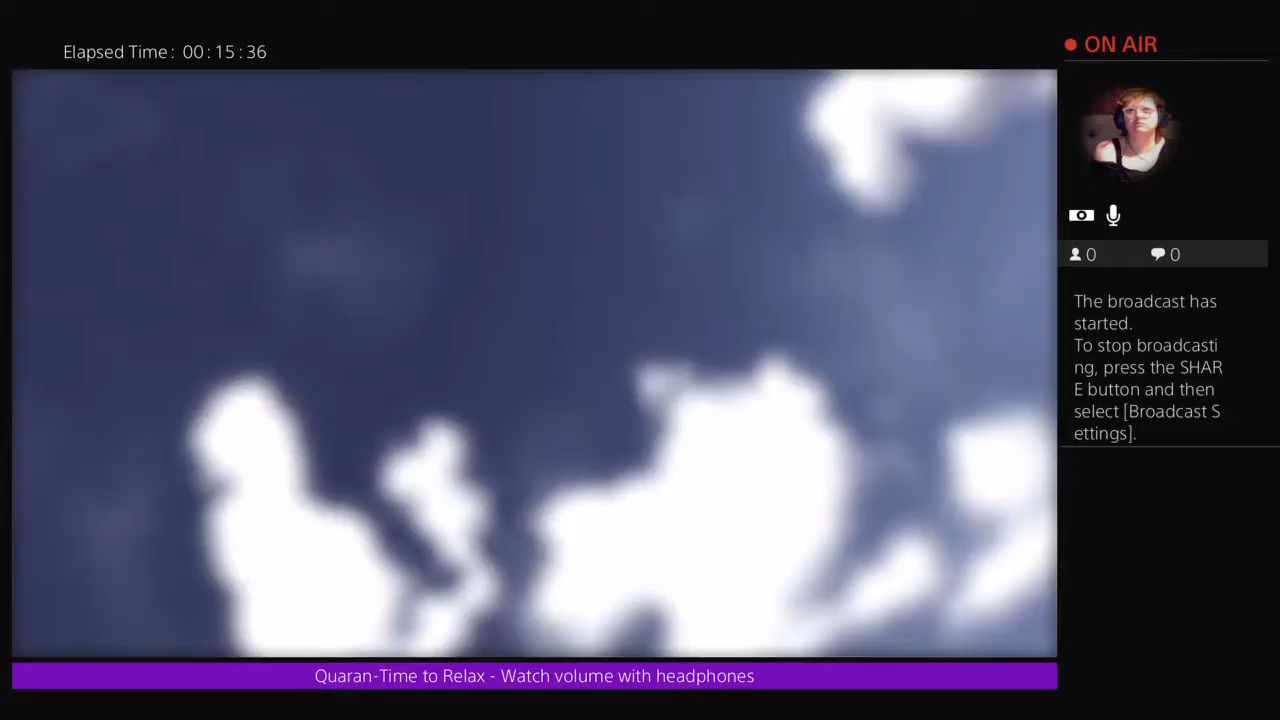 Elapsed Time: 00:15:36
ON AIR
0
0
The broadcast has
started.
To stop broadcasti
ng, press the SHAR
E button and then
select [Broadcast S
ettings].
Quaran-Time to Relax - Watch volume with headphones